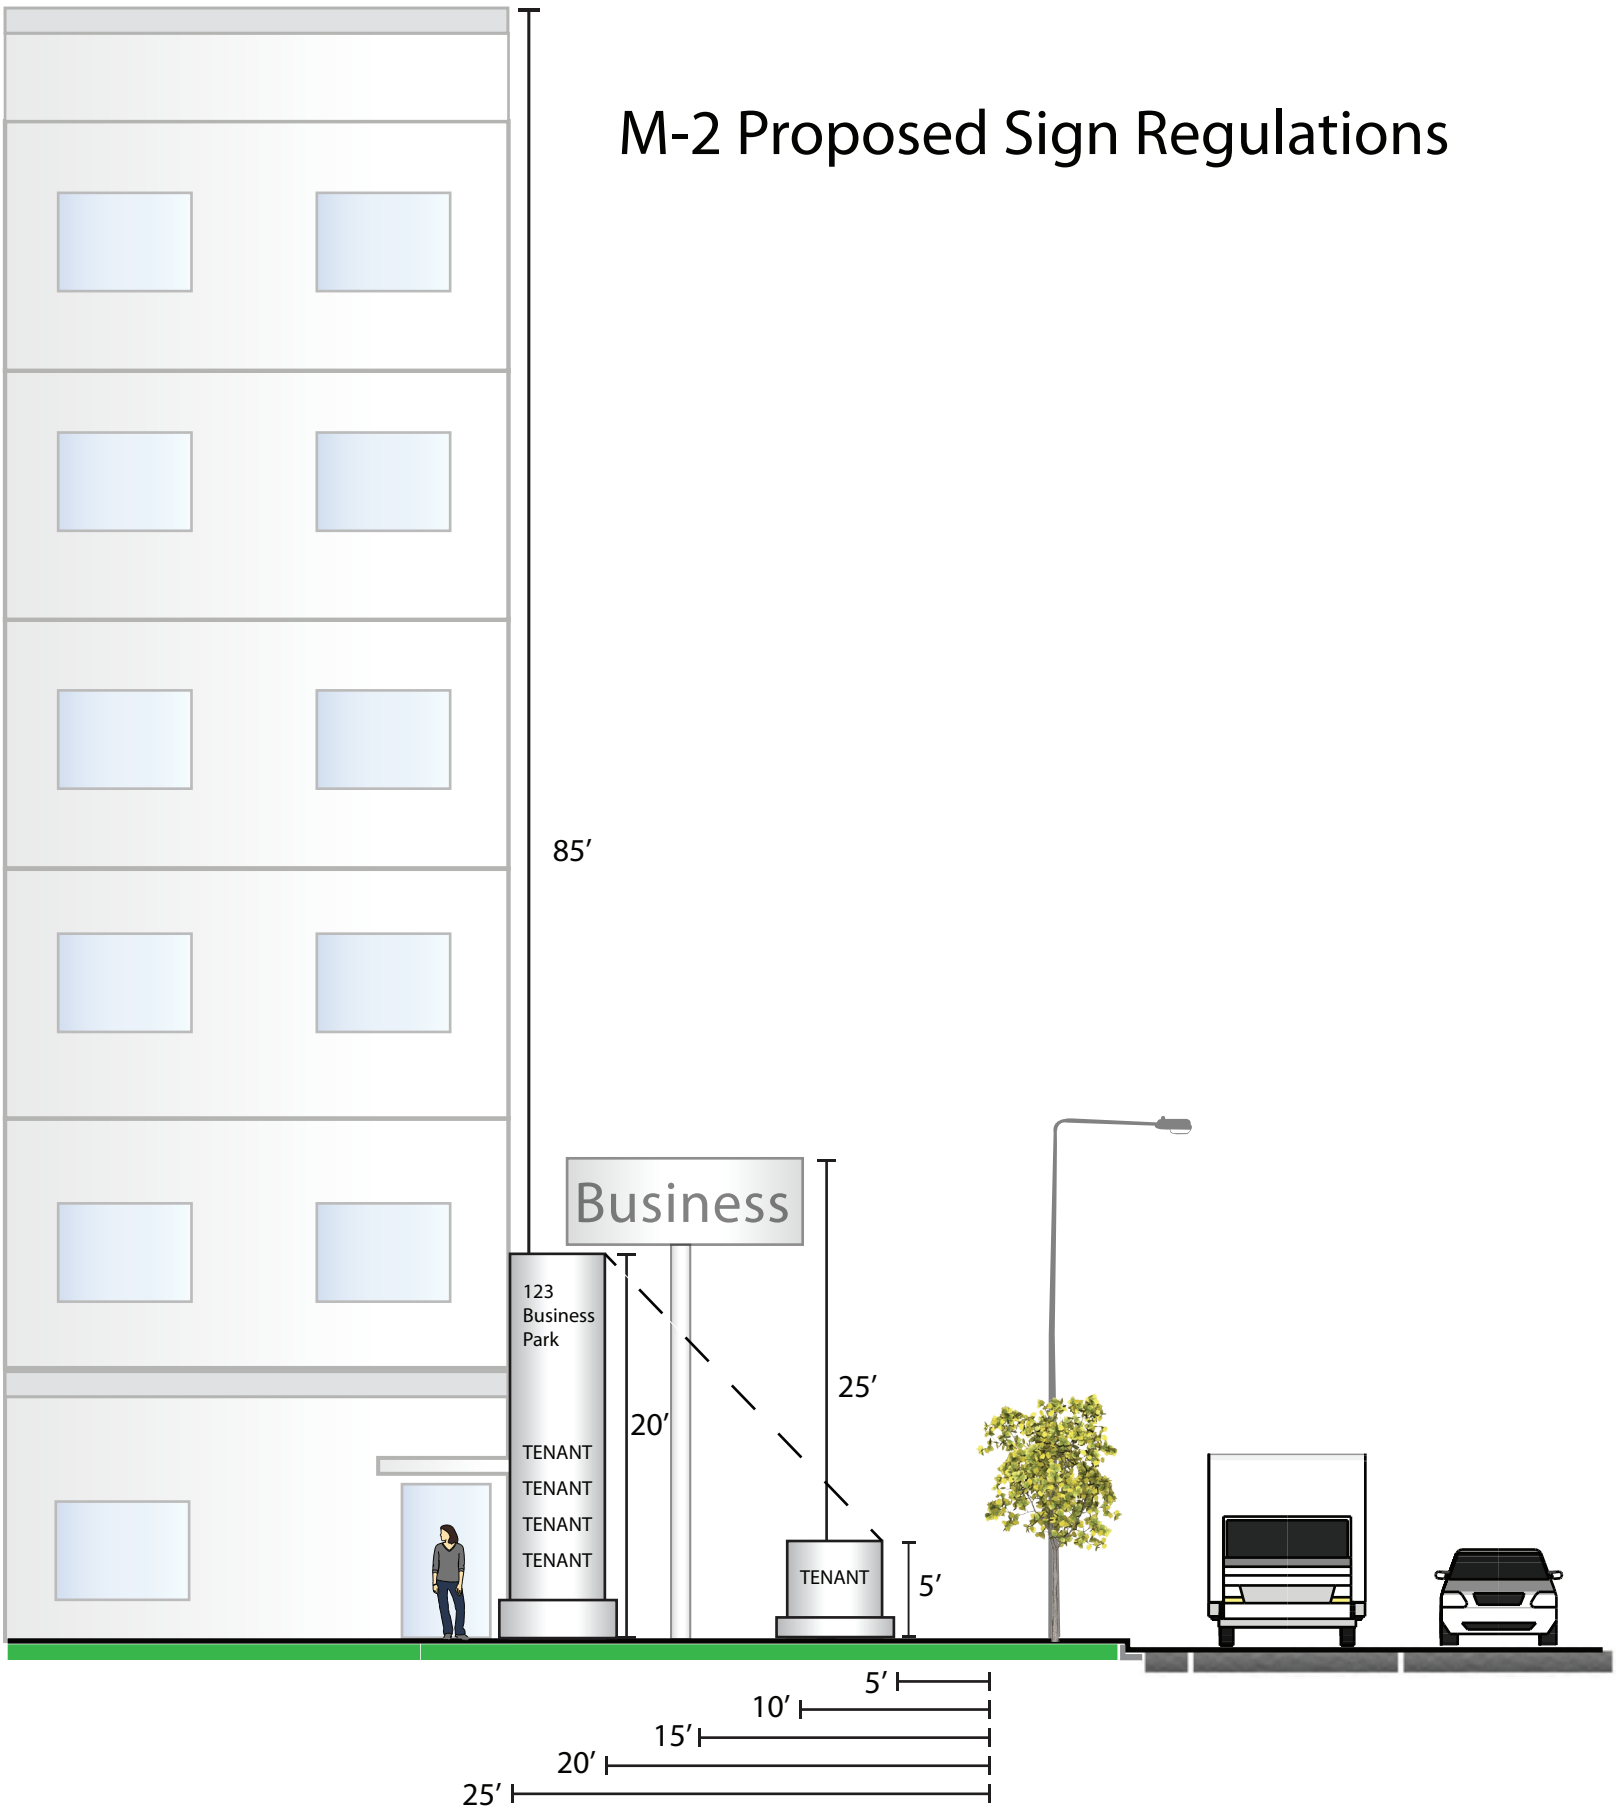 M-2 Proposed Sign Regulations
85’
Business
123
Business
Park
25’
20’
TENANT
TENANT
TENANT
TENANT
TENANT
5’
5’
10’
15’
20’
25’